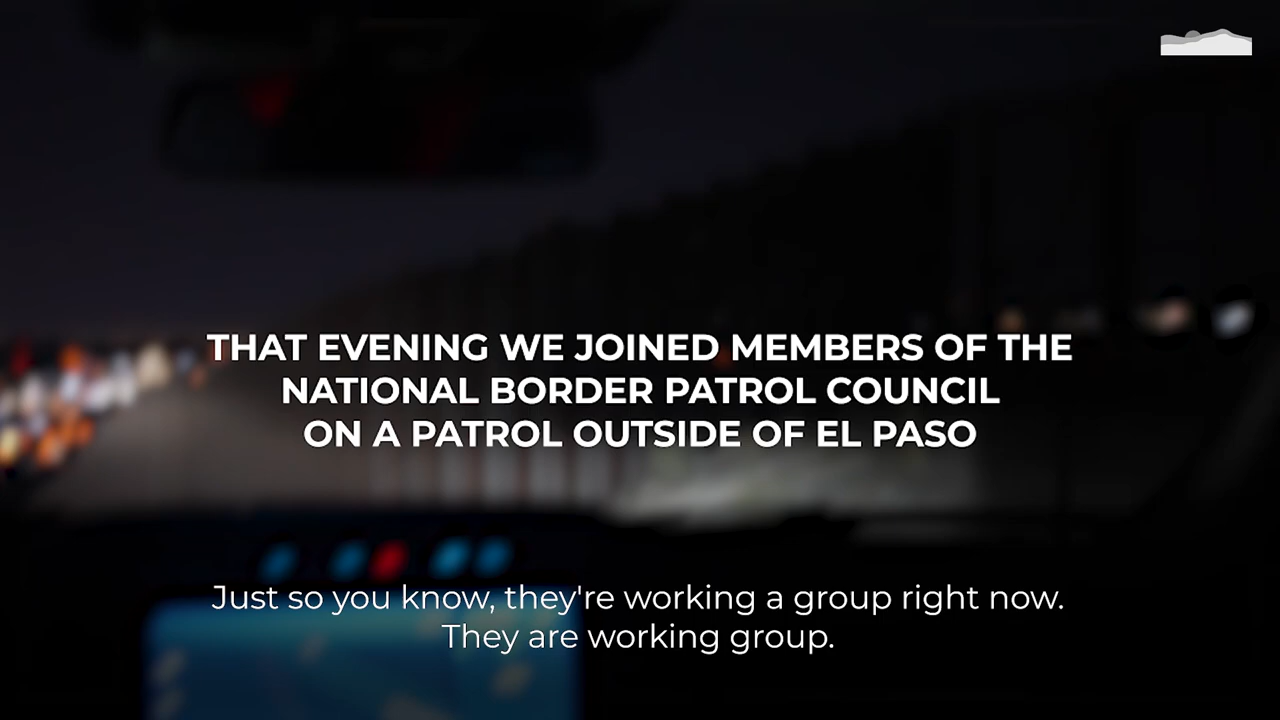 THAT EVENING WE JOINED MEMBERS OF THE
NATIONAL BORDER PATROL COUNCIL
ON A PATROL OUTSIDE OF EL PASO
Just so you know, they're working a group right now.
They are working group.